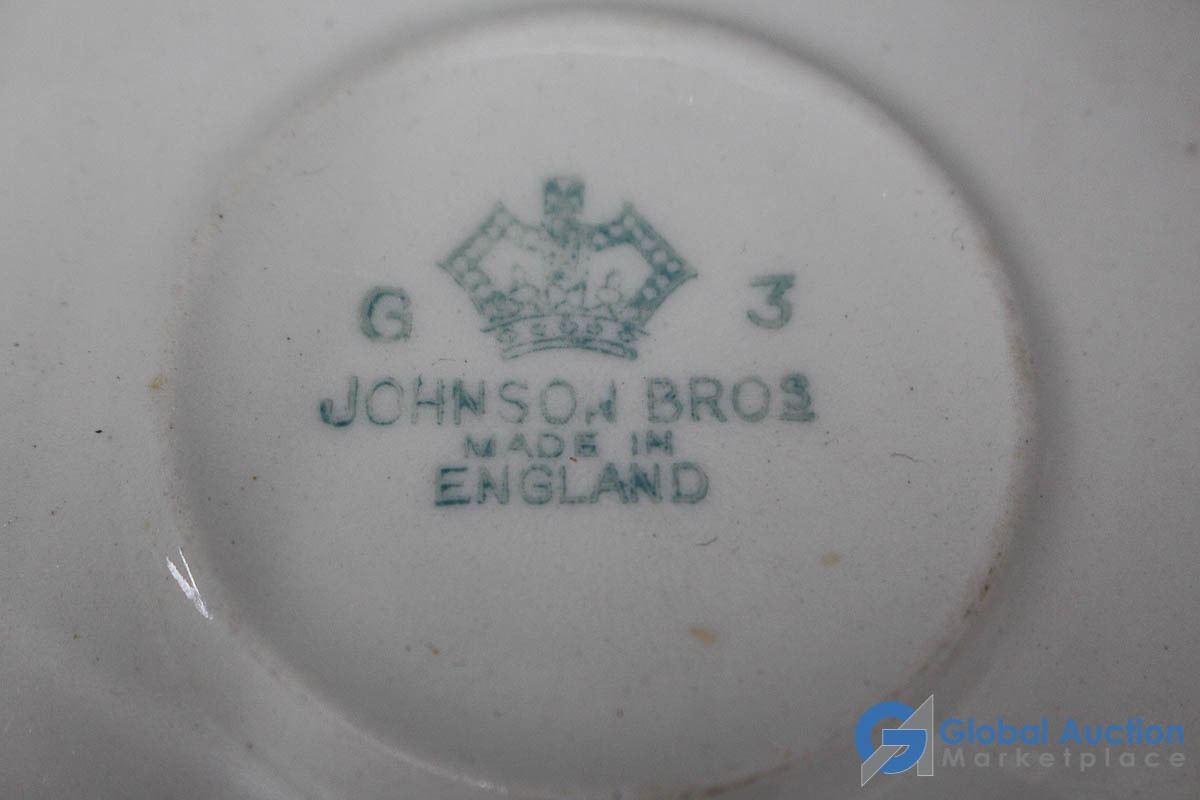 G 3
JOHNSON BROS
MADE IN
ENGLAND
Global Auction
Marketplace